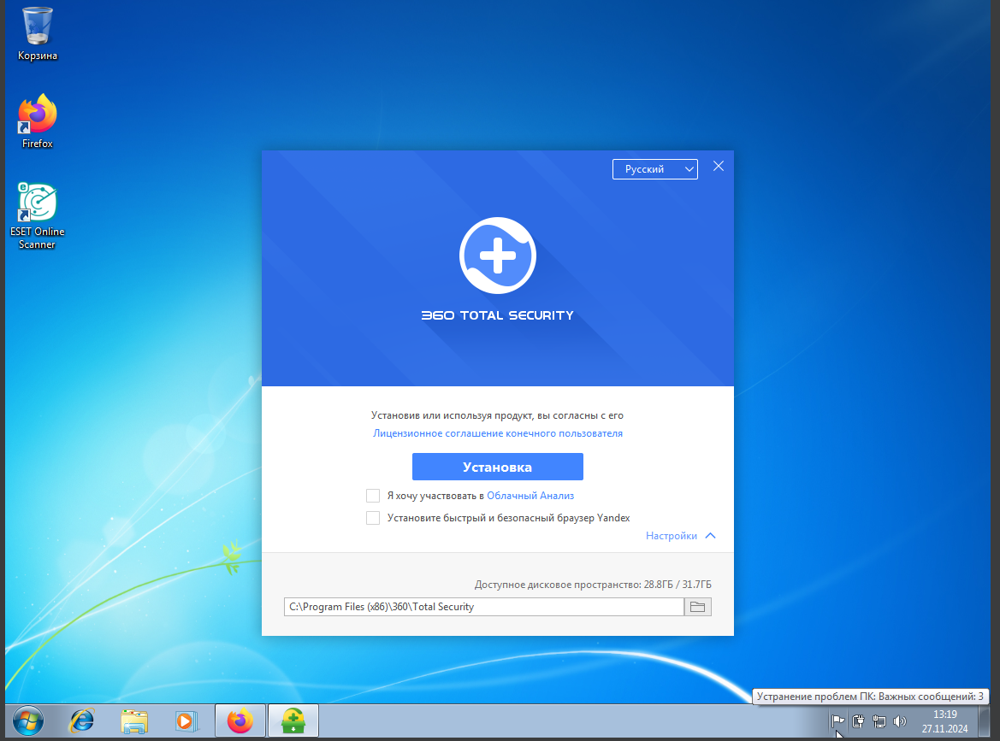 Корзина
Firefox
ESET Online
Scanner
Русский
360 TOTAL SECURITY
Установив или используя продукт, вы согласны с его
Лицензионное соглашение конечного пользователя
Установка
Я хочу участвовать в Облачный Анализ
Установите быстрый и безопасный браузер Yandex
Настройки
Доступное дисковое пространство: 28.8ГБ / 31.7ГБ
C:\Program Files (x86)\360\Total Security
Устранение проблем ПК: Важных сообщений: 3
13:19
27.11.2024